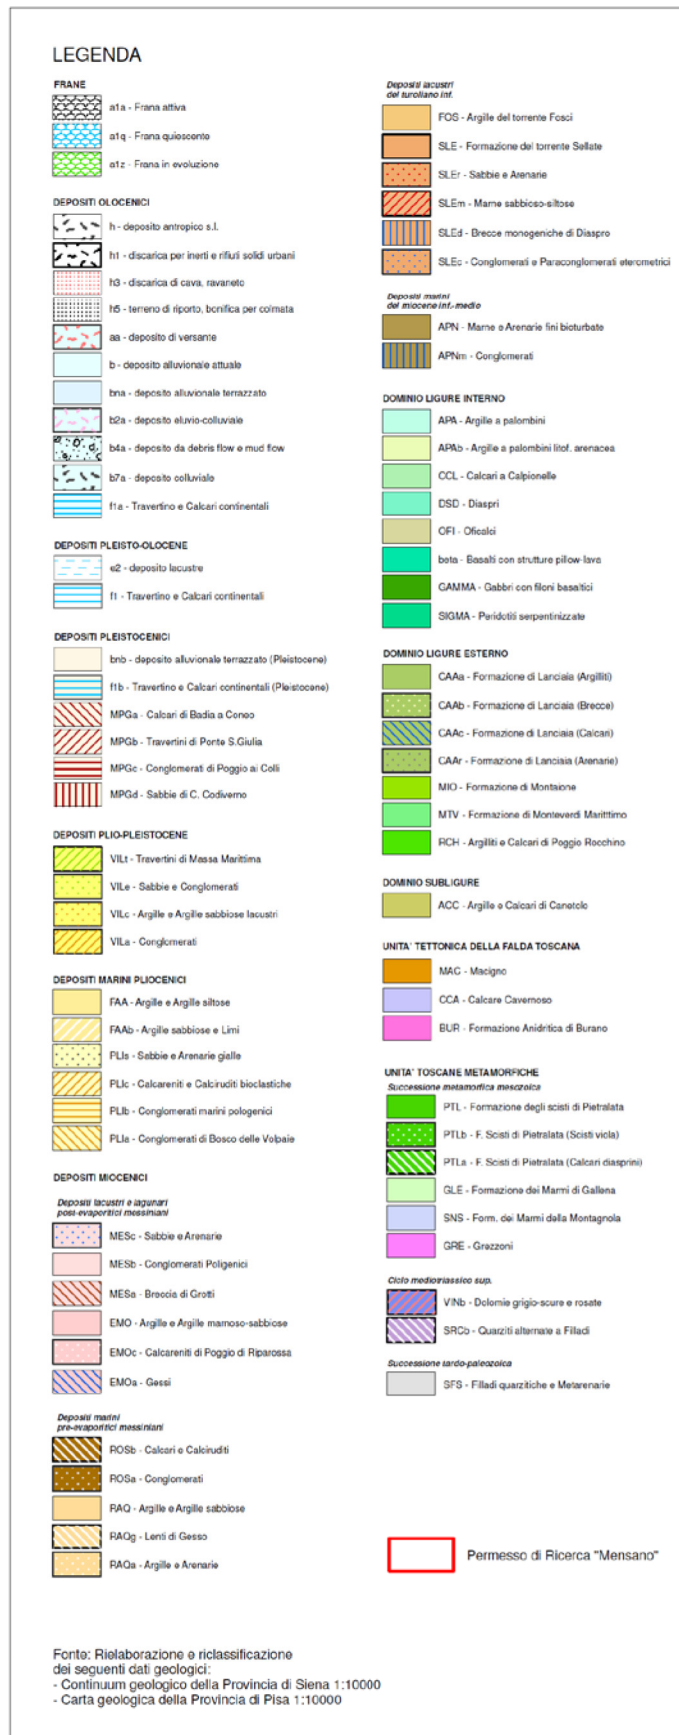 LEGENDA
FRANE
a1a - Frana attiva
a1q - Frana quiescente
a1z - Frana in evoluzione
DEPOSITI OLOCENICI
h - deposito antropico s.l.
h1 - discarica per inerti e rifiuti solidi urbani
h3 - discarica di cava, ravaneto
h5 - terreno di riporto, bonifica per colmata
aa - deposito di versante
b - deposito alluvionale attuale
bna - deposito alluvionale terrazzato
b2a - deposito eluvio-colluviale
b4a - deposito da debris flow e mud flow
b7a - deposito colluviale
f1a - Travertino e Calcari continentali
DEPOSITI PLEISTO-OLOCENE
e2 - deposito lacustre
f1 - Travertino e Calcari continentali
DEPOSITI PLEISTOCENICI
bnb - deposito alluvionale terrazzato (Pleistocene)
f1b - Travertino e Calcari continentali (Pleistocene)
MPGa - Calcari di Badia a Coneo
MPGb - Travertini di Ponte S.Giulia
MPGc - Conglomerati di Poggio ai Colli
MPGd - Sabbie di C. Codiverno
DEPOSITI PLIO-PLEISTOCENE
VILt - Travertini di Massa Marittima
VILe - Sabbie e Conglomerati
VILc - Argille e Argille sabbiose lacustri
VILa - Conglomerati
DEPOSITI MARINI PLIOCENICI
FAA - Argille e Argille siltose
FAAb - Argille sabbiose e Limi
PLIs - Sabbie e Arenarie gialle
PLIc - Calcareniti e Calciruditi bioclastiche
PLIb - Conglomerati marini pologenici
PLIa - Conglomerati di Bosco delle Volpaie
DEPOSITI MIOCENICI
Depositi lacustri e lagunari
post-evaporitici messiniani
MESc - Sabbie e Arenarie
MESb - Conglomerati Poligenici
MESa - Breccia di Grotti
EMO - Argille e Argille marnoso-sabbiose
EMOc - Calcareniti di Poggio di Riparossa
EMOa - Gessi
Depositi marini
pre-evaporitici messiniani
ROSb - Calcari e Calciruditi
ROSa - Conglomerati
RAQ - Argille e Argille sabbiose
RAQg - Lenti di Gesso
RAQa - Argille e Arenarie
Fonte: Rielaborazione e riclassificazione
dei seguenti dati geologici:
- Continuum geologico della Provincia di Siena 1:10000
- Carta geologica della Provincia di Pisa 1:10000
Depositi lacustri
del turoliano inf.
FOS - Argille del torrente Fosci
SLE - Formazione del torrente Sellate
SLEr - Sabbie e Arenarie
SLEm - Marne sabbioso-siltose
SLEd - Brecce monogeniche di Diaspro
SLEc - Conglomerati e Paraconglomerati eterometrici
Depositi marini
del miocene inf.-medio
APN - Marne e Arenarie fini bioturbate
APNm - Conglomerati
DOMINIO LIGURE INTERNO
APA - Argille a palombini
APAb - Argille a palombini litof. arenacea
CCL - Calcari a Calpionelle
DSD - Diaspri
OFI - Oficalci
beta - Basalti con strutture pillow-lava
GAMMA - Gabbri con filoni basaltici
SIGMA - Peridotiti serpentinizzate
DOMINIO LIGURE ESTERNO
CAAa - Formazione di Lanciaia (Argilliti)
CAAb - Formazione di Lanciaia (Brecce)
CAAc - Formazione di Lanciaia (Calcari)
CAAr - Formazione di Lanciaia (Arenarie)
MIO - Formazione di Montaione
MTV - Formazione di Monteverdi Maritttimo
RCH - Argilliti e Calcari di Poggio Rocchino
DOMINIO SUBLIGURE
ACC - Argille e Calcari di Canetolo
UNITA' TETTONICA DELLA FALDA TOSCANA
MAC - Macigno
CCA - Calcare Cavernoso
BUR - Formazione Anidritica di Burano
UNITA' TOSCANE METAMORFICHE
Successione metamorfica mesozoica
PTL - Formazione degli scisti di Pietralata
PTLb - F. Scisti di Pietralata (Scisti viola)
PTLa - F. Scisti di Pietralata (Calcari diasprini)
GLE - Formazione dei Marmi di Gallena
SNS - Form. dei Marmi della Montagnola
GRE - Grezzoni
Ciclo mediotriassico sup.
VINb - Dolomie grigio-scure e rosate
SRCb - Quarziti alternate a Filladi
Successione tardo-paleozoica
SFS - Filladi quarzitiche e Metarenarie
Permesso di Ricerca "Mensano"